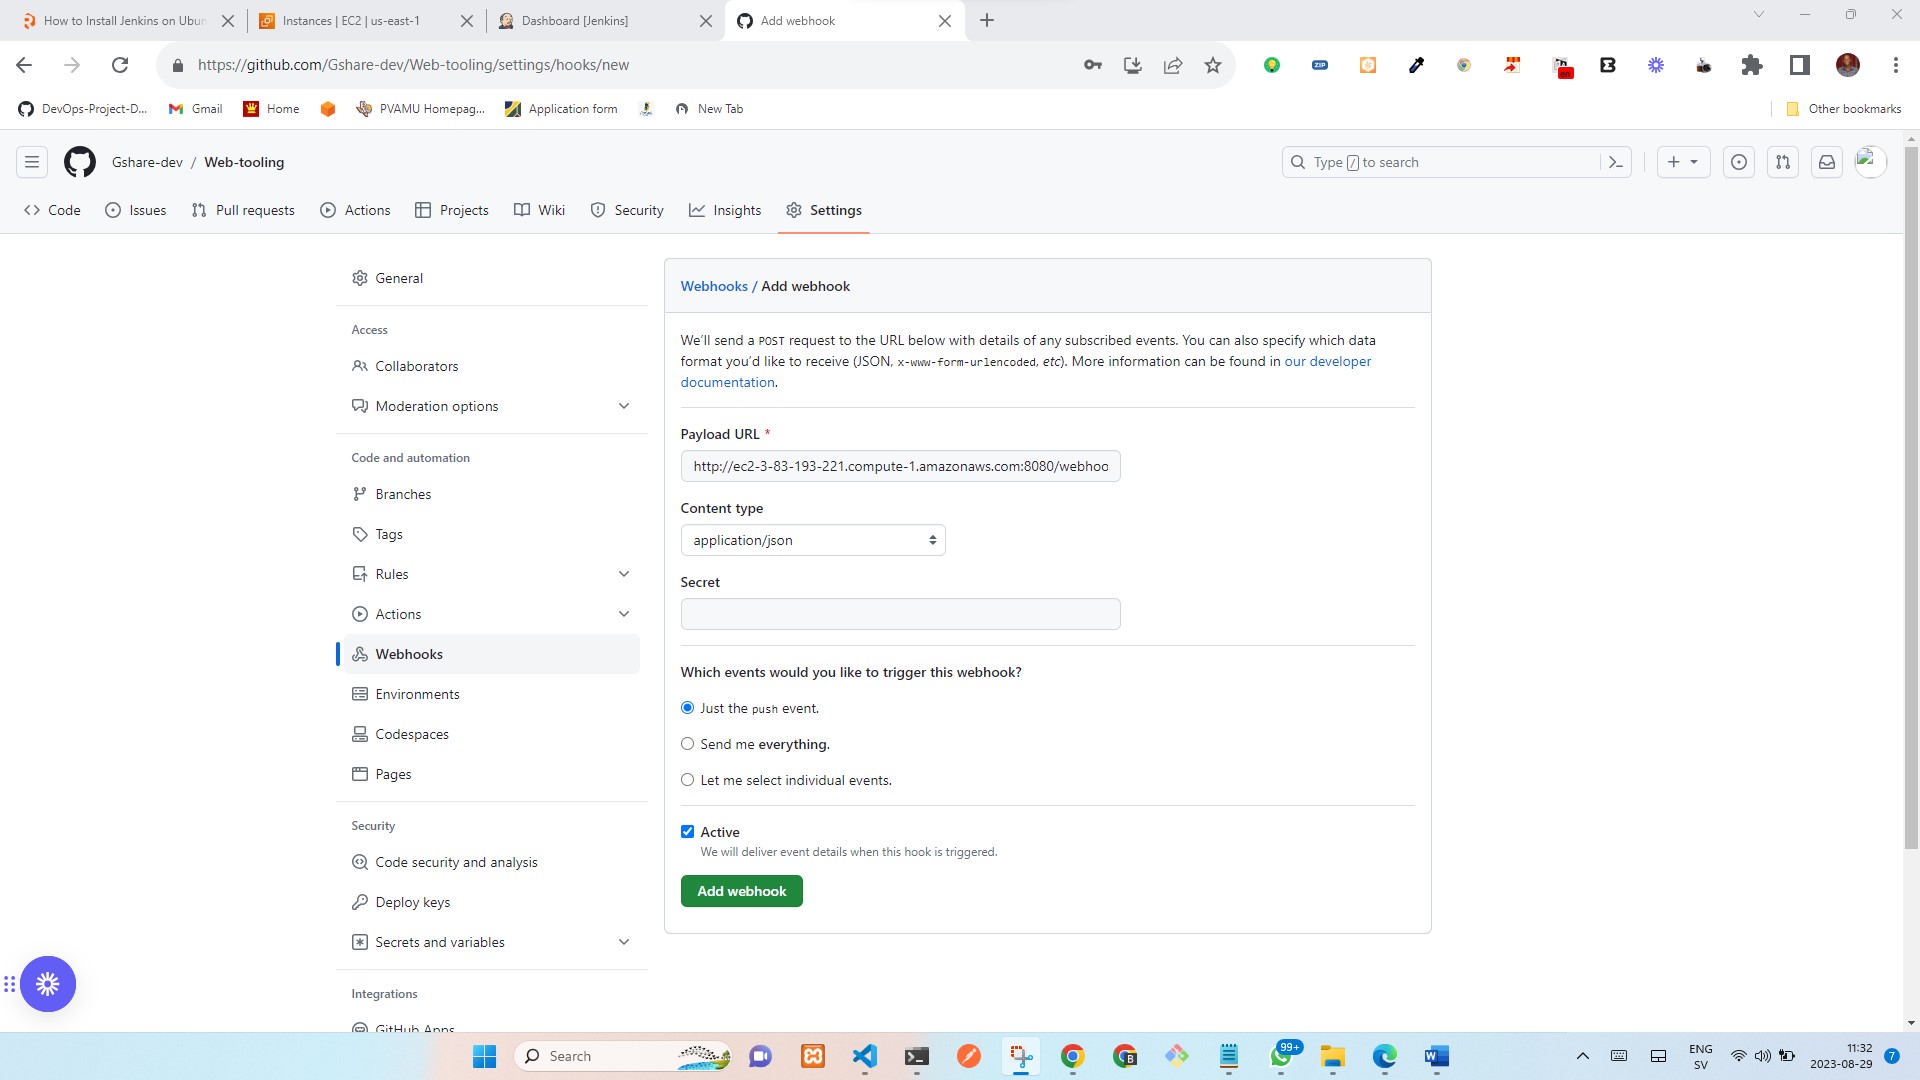 How to Install Jenkins on Ubun
Instances | EC2 | us-east-1
Dashboard [Jenkins]
Add webhook
https://github.com/Gshare-dev/Web-tooling/settings/hooks/new
ZIP
en
DevOps-Project-D...
Gmail
Home
PVAMU Homepag...
Application form
New Tab
Other bookmarks
Gshare-dev / Web-tooling
Type / to search
Code
Issues
Pull requests
Actions
Projects
Wiki
Security
Insights
Settings
General
Access
Collaborators
Moderation options
Code and automation
Branches
Tags
Rules
Actions
Webhooks
Environments
Codespaces
Pages
Security
Code security and analysis
Deploy keys
Secrets and variables
Integrations
GitHub Apps
Webhooks / Add webhook
We'll send a POST request to the URL below with details of any subscribed events. You can also specify which data
format you'd like to receive (JSON, x-www-form-urlencoded, etc). More information can be found in our developer
documentation.
Payload URL *
http://ec2-3-83-193-221.compute-1.amazonaws.com:8080/webhoo
Content type
application/json
Secret
Which events would you like to trigger this webhook?
Just the push event.
Send me everything.
Let me select individual events.
Active
We will deliver event details when this hook is triggered.
Add webhook
Search
99+
ENG
SV
11:32
2023-08-29
7